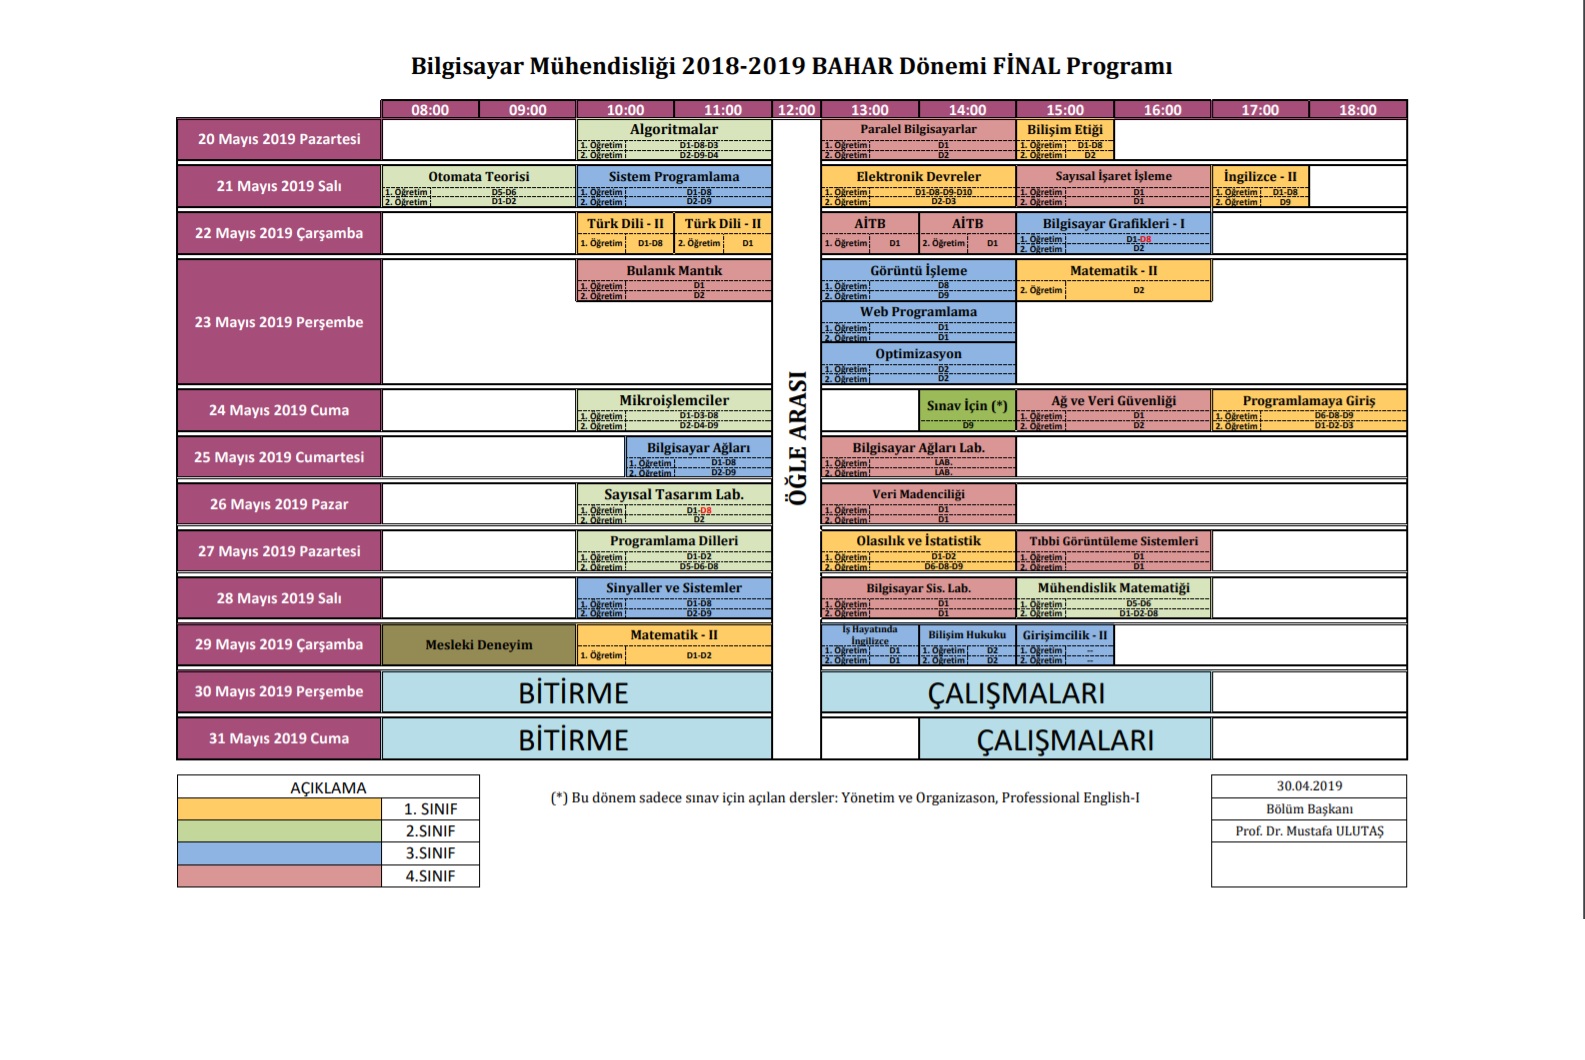 Bilgisayar Mühendisliği 2018-2019 BAHAR Dönemi FİNAL Programı
08:00 09:00 10:00 11:00 12:00 13:00 14:00 15:00 16:00 17:00 18:00
20 Mayıs 2019 Pazartesi
Algoritmalar
1. Öğretim D1-D8-D3
2. Öğretim D2-D9-D4
Paralel Bilgisayarlar
1. Öğretim D1
2. Öğretim D2
Bilişim Etiği
1. Öğretim D1-D8
2. Öğretim D2
21 Mayıs 2019 Salı
Otomata Teorisi
1. Öğretim D5-D6
2. Öğretim D1-D2
Sistem Programlama
1. Öğretim D1-D8
2. Öğretim D2-D9
Elektronik Devreler
1. Öğretim D1-D8-D9-D10
2. Öğretim D2-D3
Sayısal İşaret İşleme
1. Öğretim D1
2. Öğretim D1
İngilizce - II
1. Öğretim D1-D8
2. Öğretim D9
22 Mayıs 2019 Çarşamba
Türk Dili - II
1. Öğretim D1-D8
Türk Dili - II
2. Öğretim D1
AİTB
1. Öğretim D1
AİTB
2. Öğretim D1
Bilgisayar Grafikleri - I
1. Öğretim D1-D8
2. Öğretim D2
23 Mayıs 2019 Perşembe
Bulanık Mantık
1. Öğretim D1
2. Öğretim D2
Görüntü İşleme
1. Öğretim D8
2. Öğretim D9
Matematik - II
2. Öğretim D2
Web Programlama
1. Öğretim D1
2. Öğretim D1
Optimizasyon
1. Öğretim D2
2. Öğretim D2
ÖĞLE ARASI
24 Mayıs 2019 Cuma
Mikroişlemciler
1. Öğretim D1-D3-D8
2. Öğretim D2-D4-D9
Sınav İçin (*)
D9
Ağ ve Veri Güvenliği
1. Öğretim D1
2. Öğretim D2
Programlamaya Giriş
1. Öğretim D6-D8-D9
2. Öğretim D1-D2-D3
25 Mayıs 2019 Cumartesi
Bilgisayar Ağları
1. Öğretim D1-D8
2. Öğretim D2-D9
Bilgisayar Ağları Lab.
1. Öğretim LAB.
2. Öğretim LAB.
26 Mayıs 2019 Pazar
Sayısal Tasarım Lab.
1. Öğretim D1-D8
2. Öğretim D2
Veri Madenciliği
1. Öğretim D1
2. Öğretim D1
27 Mayıs 2019 Pazartesi
Programlama Dilleri
1. Öğretim D1-D2
2. Öğretim D5-D6-D8
Olasılık ve İstatistik
1. Öğretim D1-D2
2. Öğretim D6-D8-D9
Tıbbi Görüntüleme Sistemleri
1. Öğretim D1
2. Öğretim D1
28 Mayıs 2019 Salı
Sinyaller ve Sistemler
1. Öğretim D1-D8
2. Öğretim D2-D9
Bilgisayar Sis. Lab.
1. Öğretim D1
2. Öğretim D1
Mühendislik Matematiği
1. Öğretim D5-D6
2. Öğretim D1-D2-D8
29 Mayıs 2019 Çarşamba
Mesleki Deneyim
Matematik - II
1. Öğretim D1-D2
İş Hayatında
İngilizce
1. Öğretim D1
2. Öğretim D1
Bilişim Hukuku
1. Öğretim D2
2. Öğretim D2
Girişimcilik - II
1. Öğretim --
2. Öğretim --
30 Mayıs 2019 Perşembe
BİTİRME ÇALIŞMALARI
31 Mayıs 2019 Cuma
BİTİRME ÇALIŞMALARI
AÇIKLAMA
1. SINIF
2.SINIF
3.SINIF
4.SINIF
(*) Bu dönem sadece sınav için açılan dersler: Yönetim ve Organizason, Professional English-I
30.04.2019
Bölüm Başkanı
Prof. Dr. Mustafa ULUTAŞ